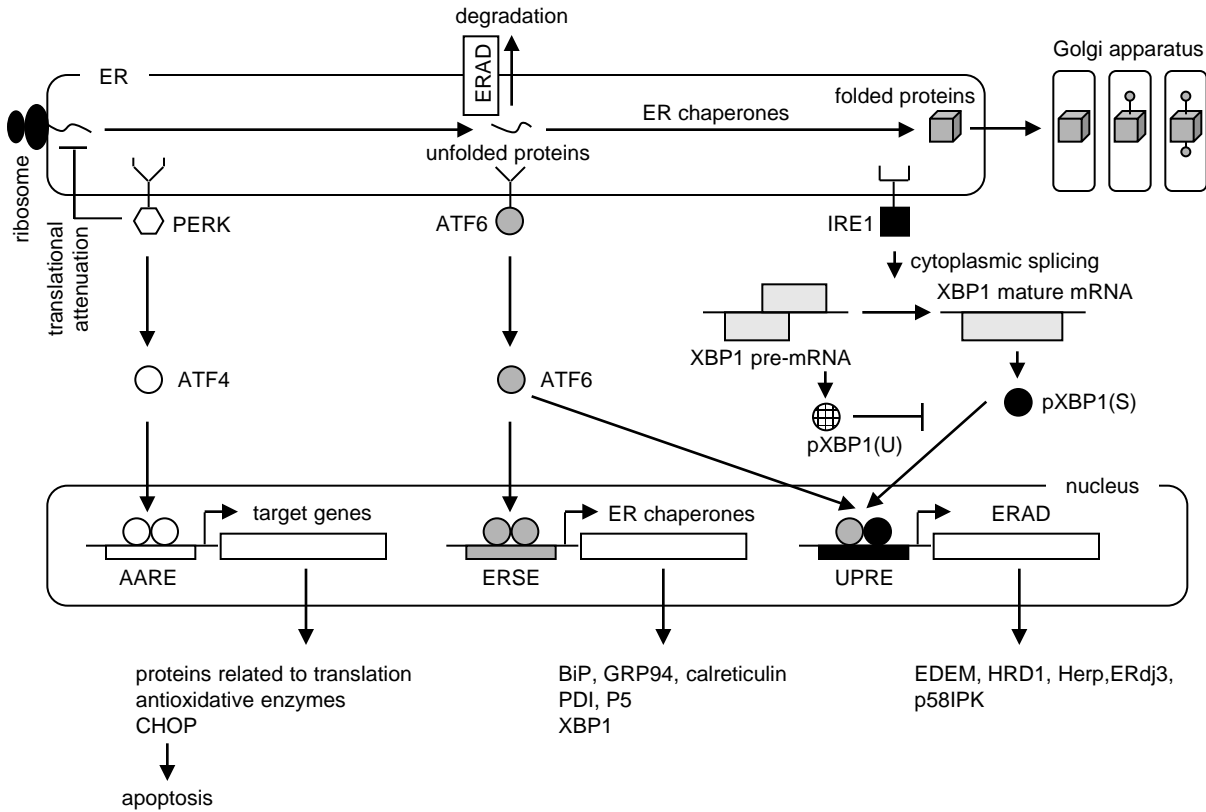 degradation
Golgi apparatus
ER
ERAD
folded proteins
ER chaperones
unfolded proteins
ribosome
translational
attenuation
PERK
ATF6
IRE1
cytoplasmic splicing
XBP1 mature mRNA
XBP1 pre-mRNA
ATF4
ATF6
pXBP1(S)
pXBP1(U)
nucleus
target genes
ER chaperones
ERAD
AARE
ERSE
UPRE
proteins related to translation
antioxidative enzymes
CHOP
apoptosis
BiP, GRP94, calreticulin
PDI, P5
XBP1
EDEM, HRD1, Herp,ERdj3,
p58IPK